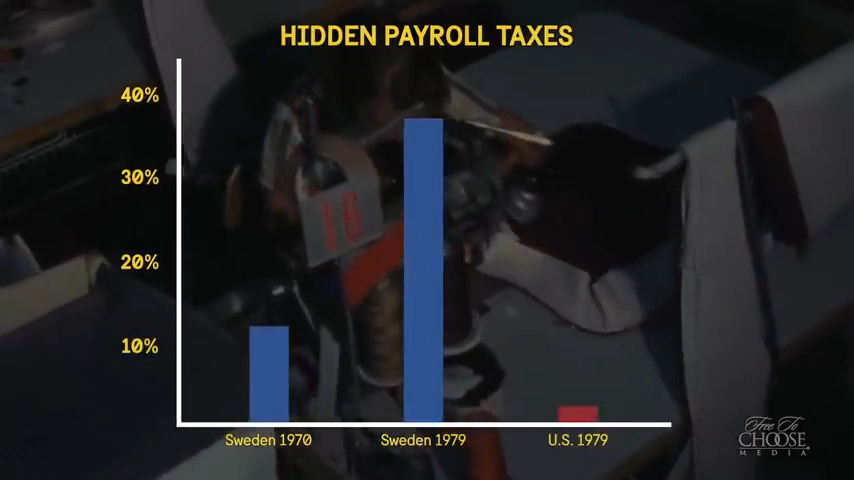 HIDDEN PAYROLL TAXES
40%
30%
20%
10%
16
Sweden 1970
Sweden 1979
U.S. 1979
Free To
CHOOSE
MEDIA